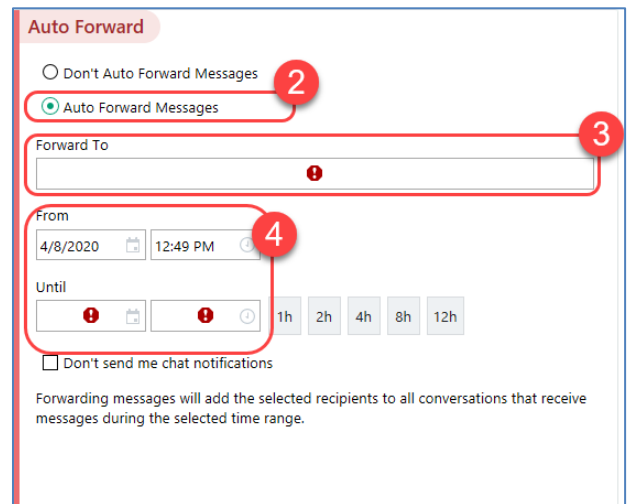 Auto Forward
Don't Auto Forward Messages
2
Auto Forward Messages
3
Forward To
!
From
4
4/8/2020 12:49 PM
Until
! ! 1h 2h 4h 8h 12h
Don't send me chat notifications
Forwarding messages will add the selected recipients to all conversations that receive
messages during the selected time range.